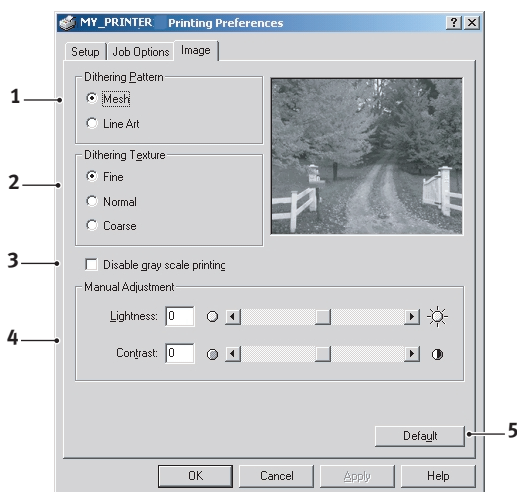 MY_PRINTER Printing Preferences
Setup Job Options Image
Dithering Pattern
1
Mesh
Line Art
Dithering Texture
2
Fine
Normal
Coarse
3
Disable gray scale printing
Manual Adjustment
Lightness: 0
4
Contrast: 0
Default
5
OK Cancel Apply Help